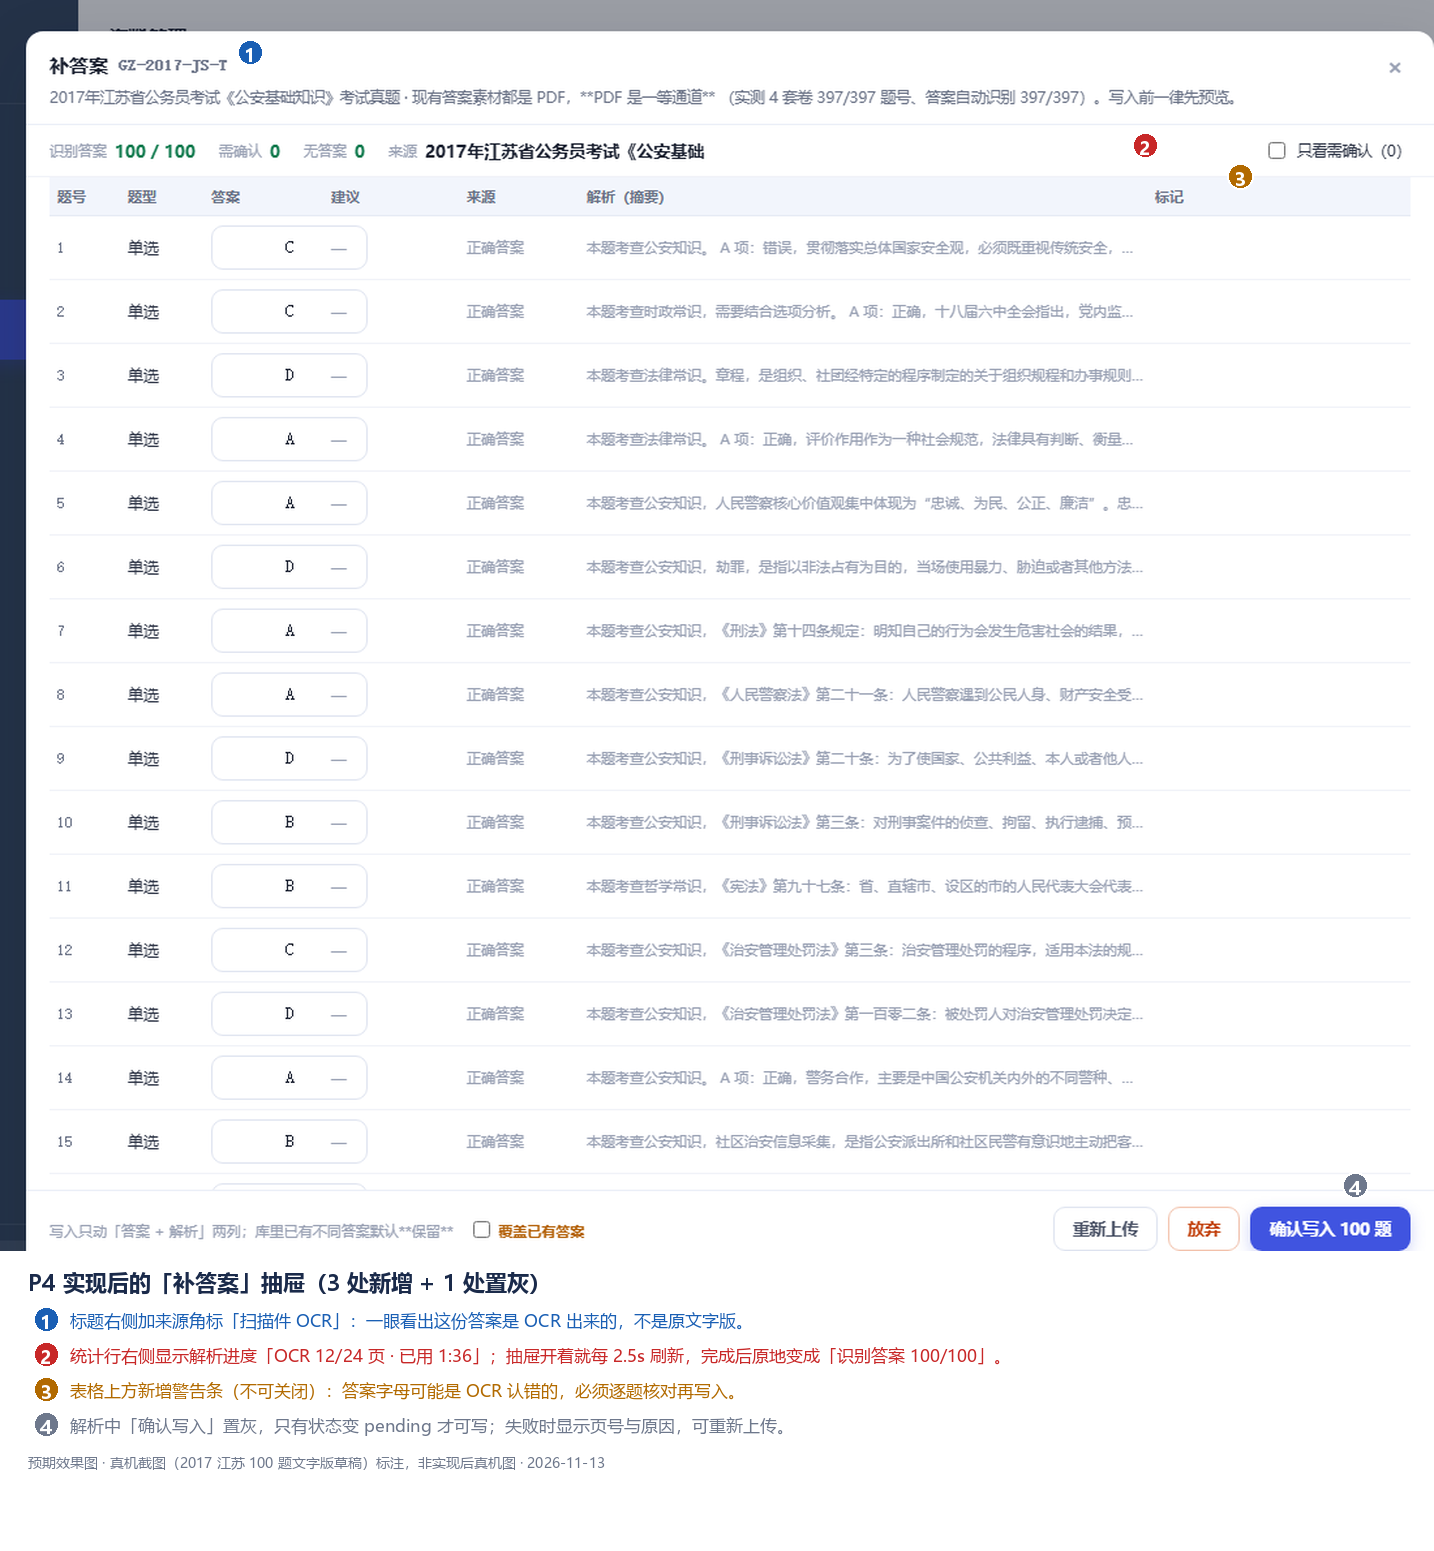 补答案 GZ-2017-JS-T 1
×
2017年江苏省公务员考试《公安基础知识》考试真题 · 现有答案素材都是 PDF，**PDF 是一等通道** （实测 4 套卷 397/397 题号、答案自动识别 397/397）。写入前一律先预览。
识别答案 100 / 100 需确认 0 无答案 0 来源 2017年江苏省公务员考试《公安基础 2 只看需确认（0）
3
题号 题型 答案 建议 来源 解析（摘要） 标记
1 单选 C — 正确答案 本题考查公安知识。 A 项：错误，贯彻落实总体国家安全观，必须既重视传统安全，...
2 单选 C — 正确答案 本题考查时政常识，需要结合选项分析。 A 项：正确，十八届六中全会指出，党内监...
3 单选 D — 正确答案 本题考查法律常识。章程，是组织、社团经特定的程序制定的关于组织规程和办事规则...
4 单选 A — 正确答案 本题考查法律常识。 A 项：正确，评价作用作为一种社会规范，法律具有判断、衡量...
5 单选 A — 正确答案 本题考查公安知识，人民警察核心价值观集中体现为“忠诚、为民、公正、廉洁”。忠...
6 单选 D — 正确答案 本题考查公安知识，劫罪，是指以非法占有为目的，当场使用暴力、胁迫或者其他方法...
7 单选 A — 正确答案 本题考查公安知识，《刑法》第十四条规定：明知自己的行为会发生危害社会的结果，...
8 单选 A — 正确答案 本题考查公安知识，《人民警察法》第二十一条：人民警察遇到公民人身、财产安全受...
9 单选 D — 正确答案 本题考查公安知识，《刑事诉讼法》第二十条：为了使国家、公共利益、本人或者他人...
10 单选 B — 正确答案 本题考查公安知识，《刑事诉讼法》第三条：对刑事案件的侦查、拘留、执行逮捕、预...
11 单选 B — 正确答案 本题考查哲学常识，《宪法》第九十七条：省、直辖市、设区的市的人民代表大会代表...
12 单选 C — 正确答案 本题考查公安知识，《治安管理处罚法》第三条：治安管理处罚的程序，适用本法的规...
13 单选 D — 正确答案 本题考查公安知识，《治安管理处罚法》第一百零二条：被处罚人对治安管理处罚决定...
14 单选 A — 正确答案 本题考查公安知识。 A 项：正确，警务合作，主要是中国公安机关内外的不同警种、...
15 单选 B — 正确答案 本题考查公安知识，社区治安信息采集，是指公安派出所和社区民警有意识地主动把客...
4
写入只动「答案 + 解析」两列；库里已有不同答案默认**保留** 覆盖已有答案 重新上传 放弃 确认写入 100 题
P4 实现后的「补答案」抽屉（3 处新增 + 1 处置灰）
1 标题右侧加来源角标「扫描件 OCR」：一眼看出这份答案是 OCR 出来的，不是原文字版。
2 统计行右侧显示解析进度「OCR 12/24 页 · 已用 1:36」；抽屉开着就每 2.5s 刷新，完成后原地变成「识别答案 100/100」。
3 表格上方新增警告条（不可关闭）：答案字母可能是 OCR 认错的，必须逐题核对再写入。
4 解析中「确认写入」置灰，只有状态变 pending 才可写；失败时显示页号与原因，可重新上传。
预期效果图 · 真机截图（2017 江苏 100 题文字版草稿）标注，非实现后真机图 · 2026-11-13